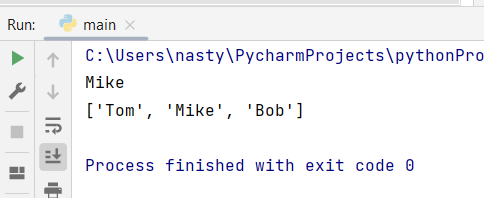 Run: main
C:\Users\nasty\PycharmProjects\pythonPro
Mike
['Tom', 'Mike', 'Bob']
Process finished with exit code 0